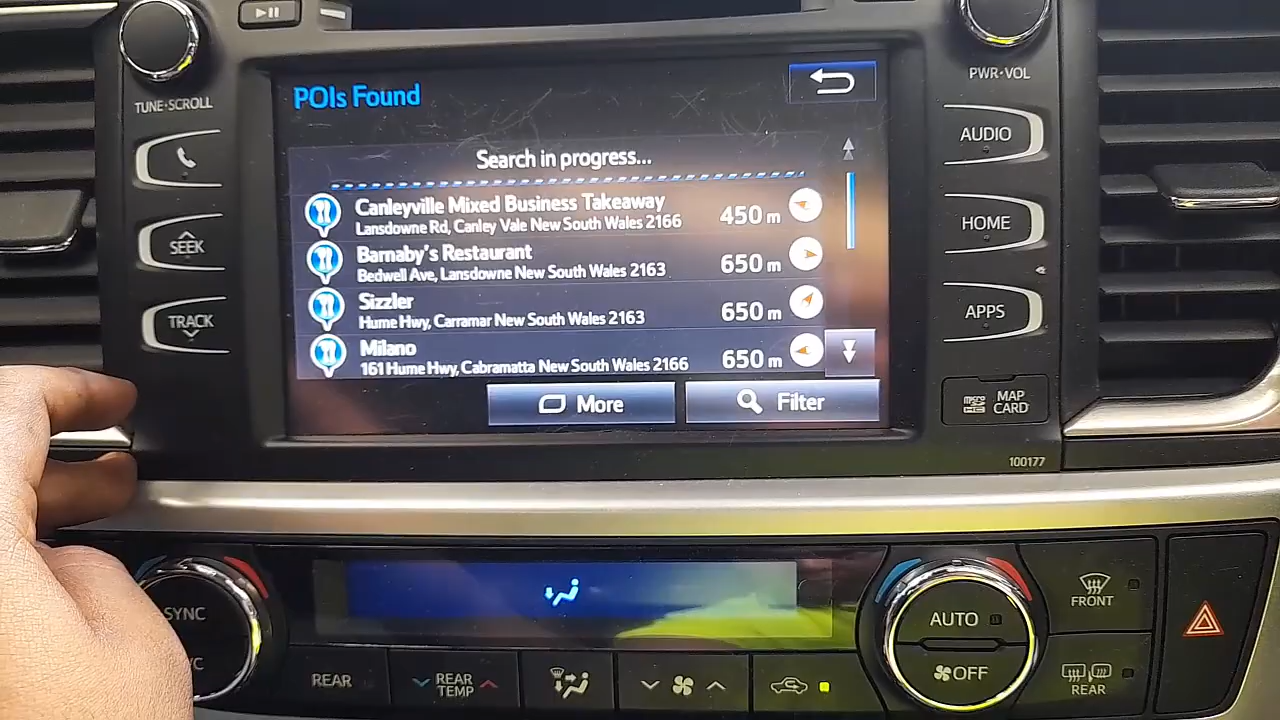 TUNE·SCROLL
SEEK
TRACK
POIs Found
Search in progress...
Canleyville Mixed Business Takeaway
Lansdowne Rd, Canley Vale New South Wales 2166
450 m
Barnaby's Restaurant
Bedwell Ave, Lansdowne New South Wales 2163
650 m
Sizzler
Hume Hwy, Carramar New South Wales 2163
650 m
Milano
161 Hume Hwy, Cabramatta New South Wales 2166
650 m
More
Filter
PWR·VOL
AUDIO
HOME
APPS
micro
MAP
CARD
100177
SYNC
REAR
REAR
TEMP
AUTO
OFF
FRONT
REAR